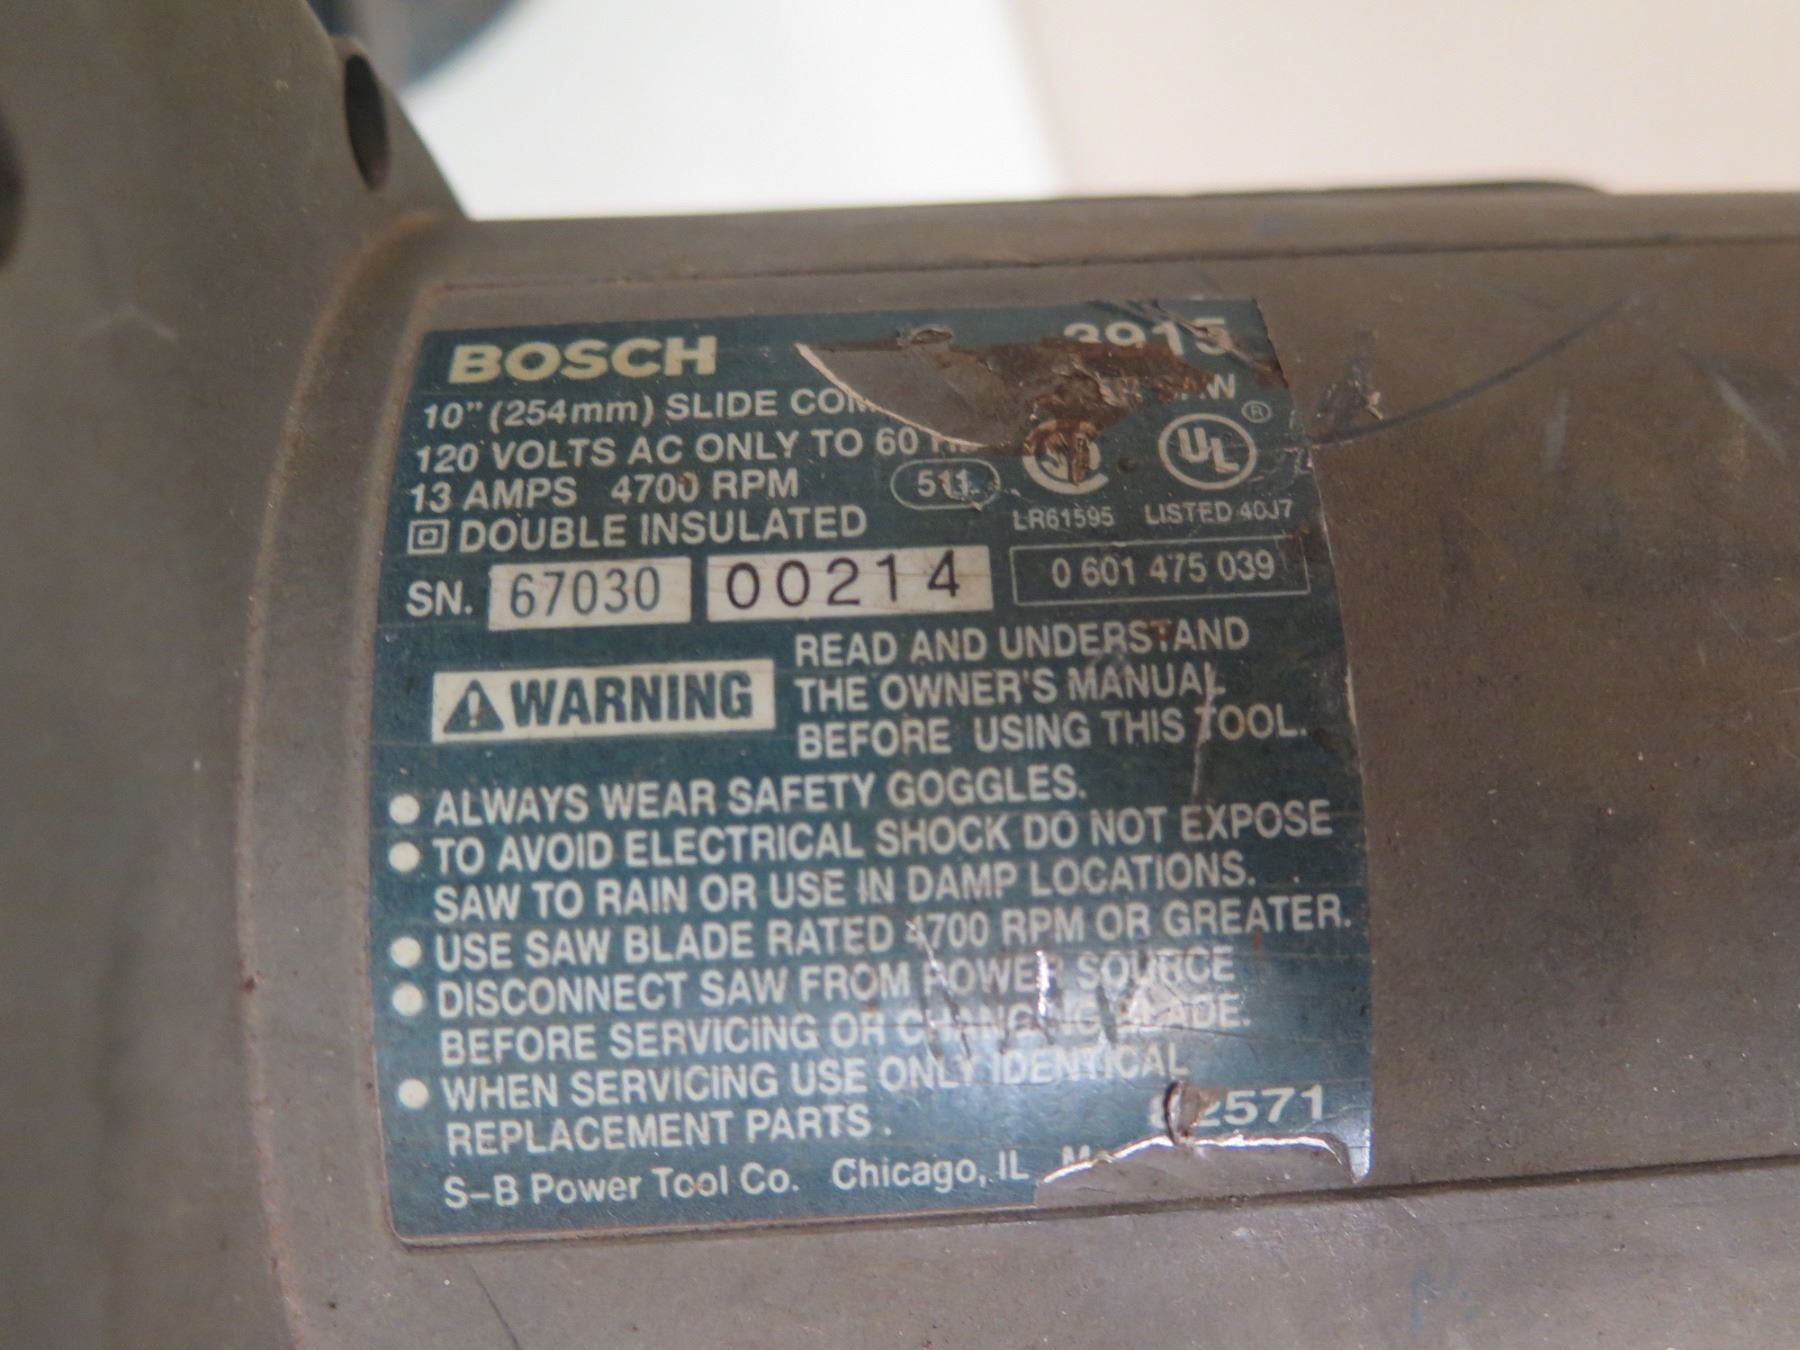 BOSCH 3915
10" (254mm) SLIDE SAW
120 VOLTS AC ONLY TO 60
13 AMPS 4700 RPM 511
UL ®
DOUBLE INSULATED LR61595 LISTED 40J7
SN. 67030 00214 0 601 475 039
WARNING
READ AND UNDERSTAND
THE OWNER'S MANUAL
BEFORE USING THIS TOOL.
● ALWAYS WEAR SAFETY GOGGLES.
● TO AVOID ELECTRICAL SHOCK DO NOT EXPOSE
SAW TO RAIN OR USE IN DAMP LOCATIONS.
● USE SAW BLADE RATED 4700 RPM OR GREATER.
● DISCONNECT SAW FROM POWER SOURCE
BEFORE SERVICING OR CHANGING BLADE.
● WHEN SERVICING USE ONLY IDENTICAL
REPLACEMENT PARTS.
S-B Power Tool Co. Chicago, IL